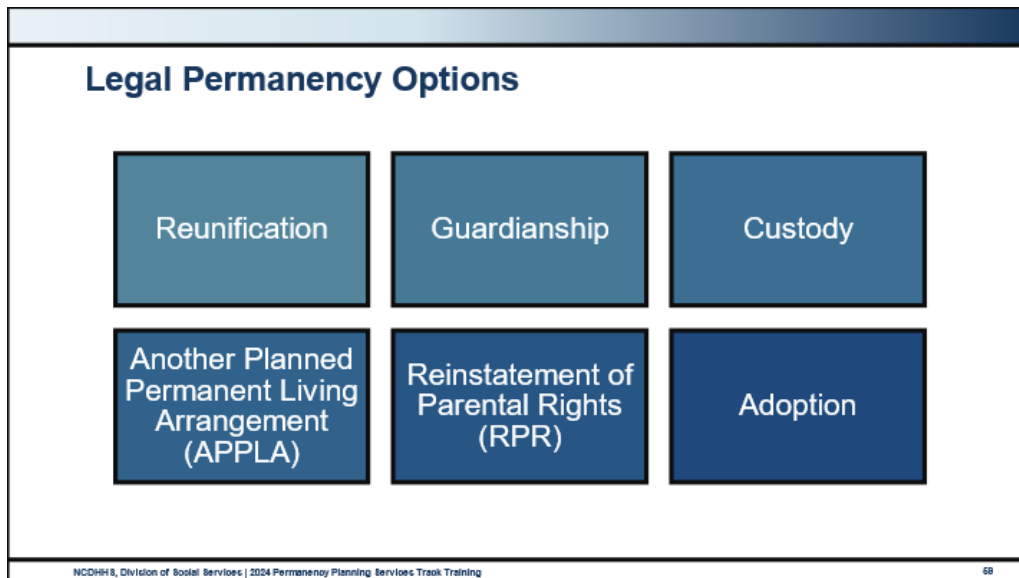 Legal Permanency Options
Reunification
Guardianship
Custody
Another Planned
Permanent Living
Arrangement
(APPLA)
Reinstatement of
Parental Rights
(RPR)
Adoption
NCDHHS, Division of Social Services | 2024 Permanency Planning Services Track Training